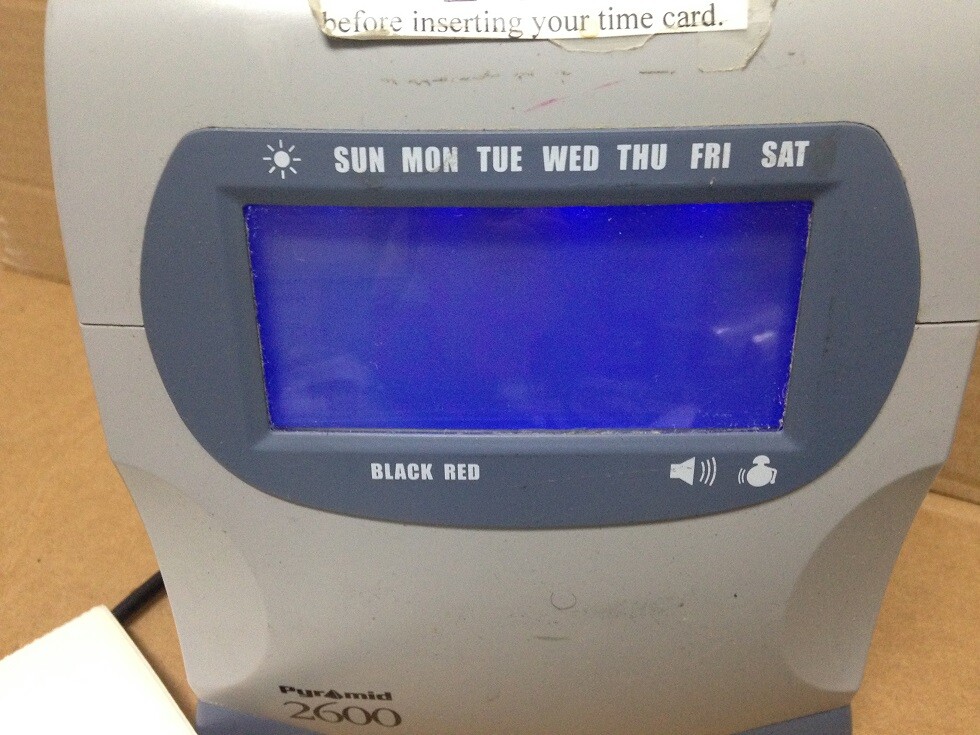 before inserting your time card.
SUN MON TUE WED THU FRI SAT
BLACK RED
Pyramid
2600